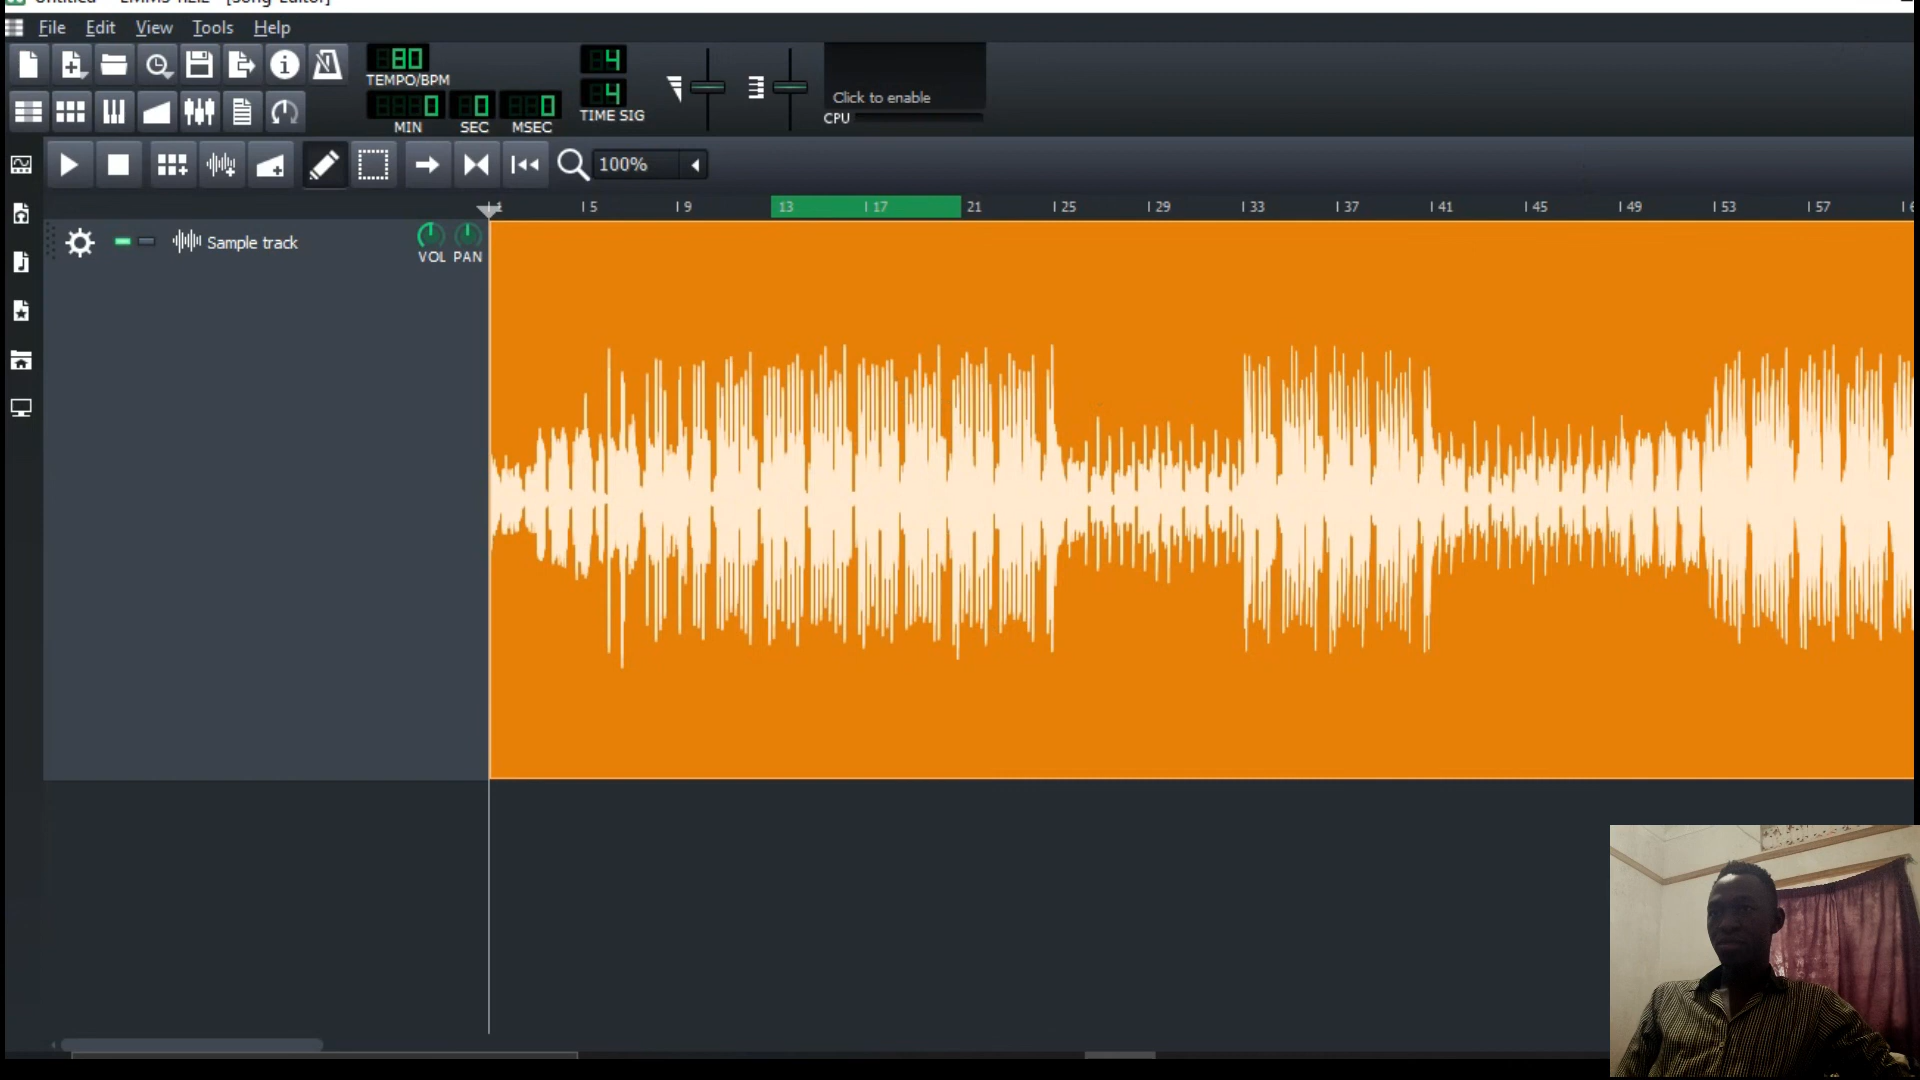 File Edit View Tools Help
80
TEMPO/BPM
0 0 0
MIN SEC MSEC
4
4
TIME SIG
Click to enable
CPU
100%
1 5 9 13 17 21 25 29 33 37 41 45 49 53 57
Sample track
VOL PAN